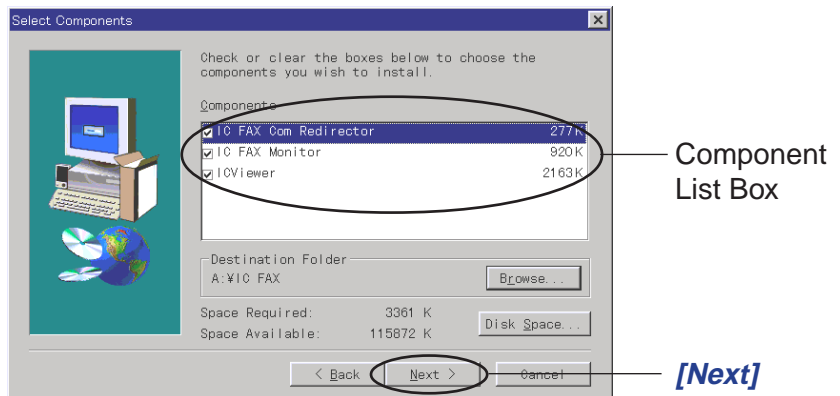 Select Components
Check or clear the boxes below to choose the
components you wish to install.
Components
IC FAX Com Redirector 277K
IC FAX Monitor 920K
ICViewer 2163K
Component
List Box
Destination Folder
A:¥IC FAX
Browse...
Space Required: 3361 K
Space Available: 115872 K
Disk Space...
< Back
Next >
Cancel
[Next]